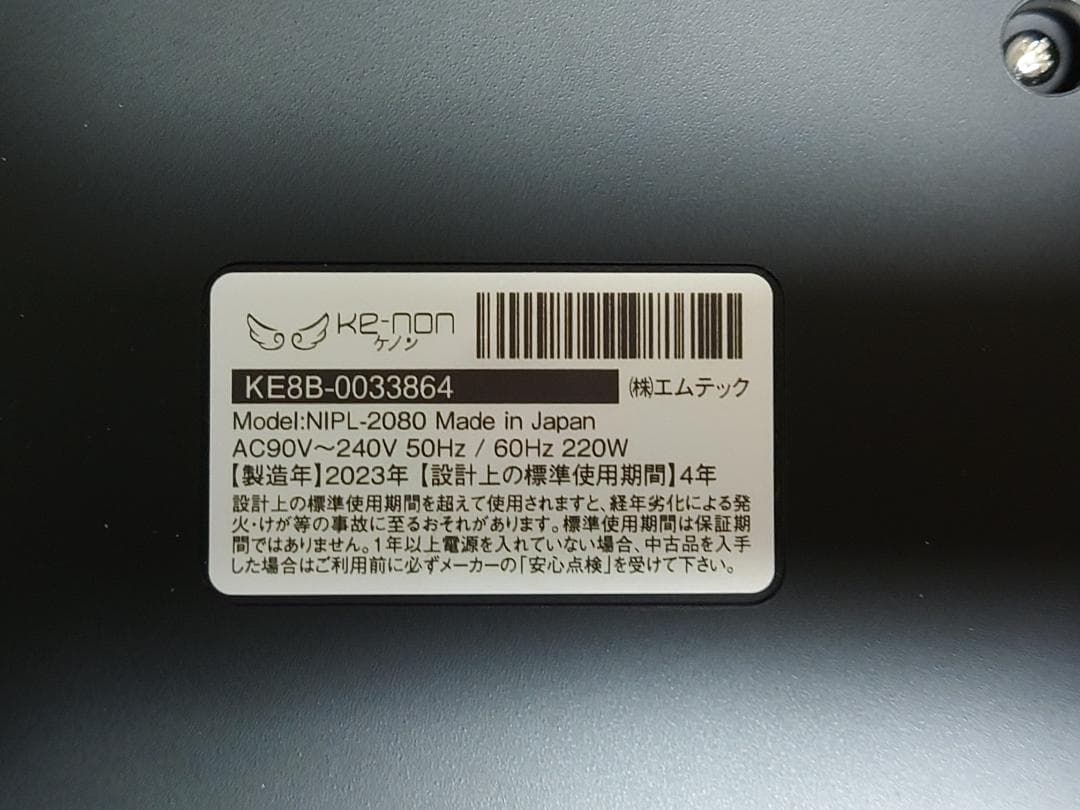 ke-non
ケノン
KE8B-0033864
㈱エムテック
Model:NIPL-2080 Made in Japan
AC90V～240V 50Hz / 60Hz 220W
【製造年】2023年【設計上の標準使用期間】4年
設計上の標準使用期間を超えて使用されますと、経年劣化による発
火・けが等の事故に至るおそれがあります。標準使用期間は保証期
間ではありません。1年以上電源を入れていない場合、中古品を入手
した場合はご利用前に必ずメーカーの「安心点検」を受けて下さい。